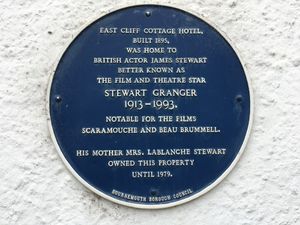 EAST CLIFF COTTAGE HOTEL,
BUILT 1895,
WAS HOME TO
BRITISH ACTOR JAMES STEWART
BETTER KNOWN AS
THE FILM AND THEATRE STAR
STEWART GRANGER
1913-1993,
NOTABLE FOR THE FILMS
SCARAMOUCHE AND BEAU BRUMMELL.
HIS MOTHER MRS. LABLANCHE STEWART
OWNED THIS PROPERTY
UNTIL 1979.
BOURNEMOUTH BOROUGH COUNCIL